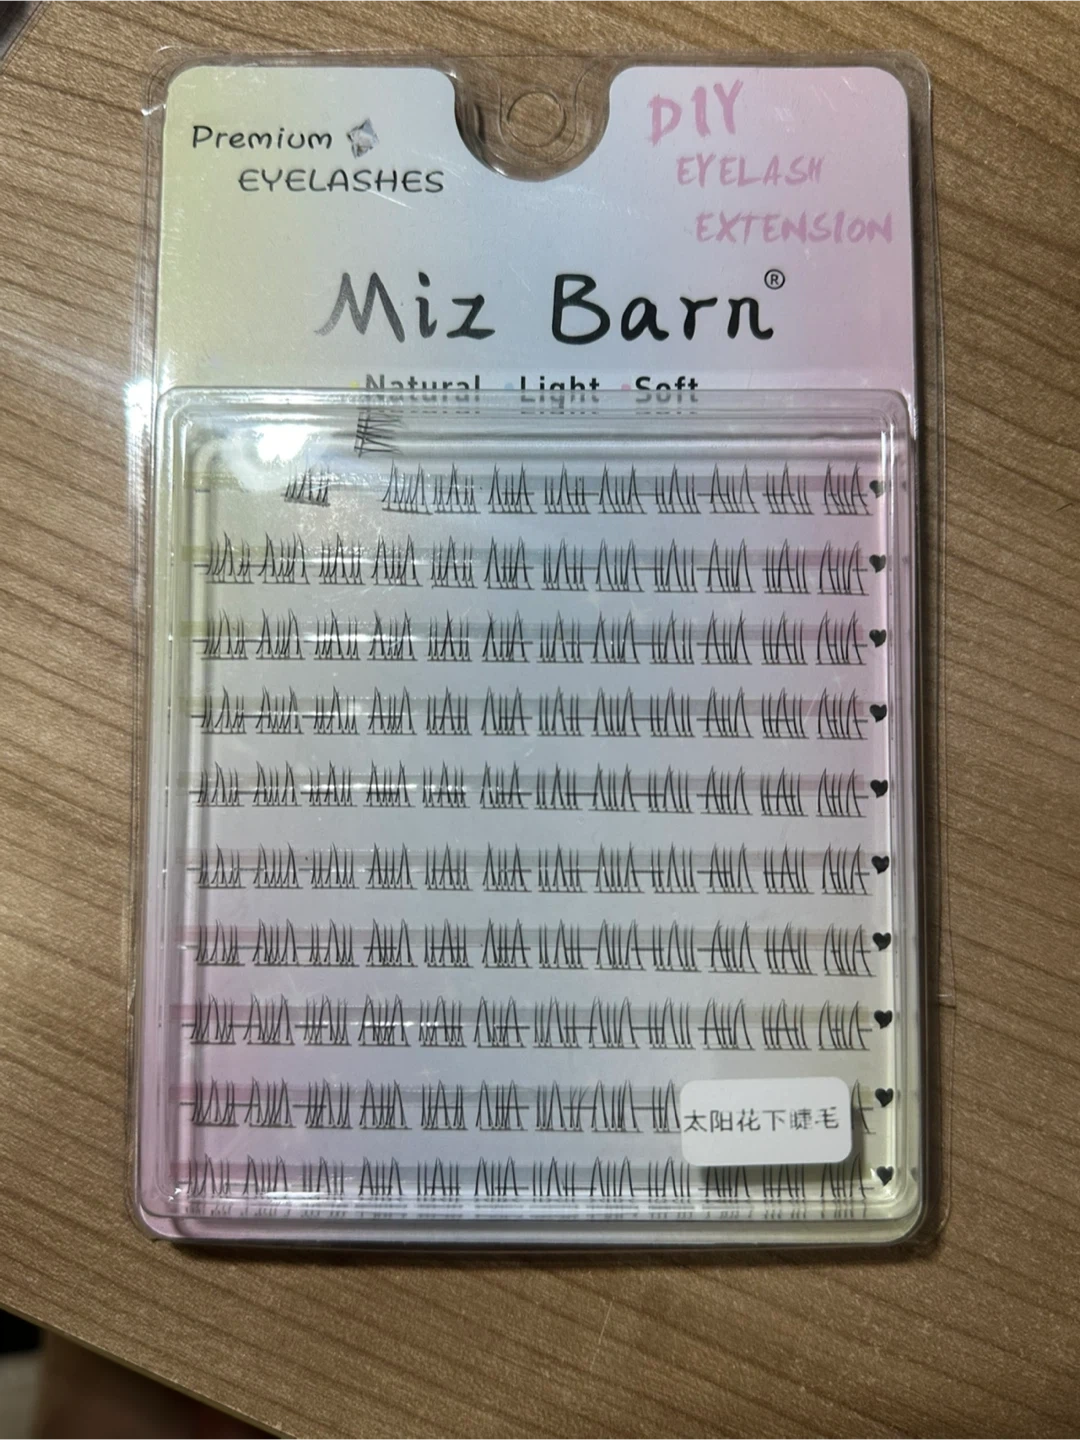 Premium
EYELASHES
DIY
EYELASH
EXTENSION
Miz Barn®
Natural Light Soft
太阳花下睫毛